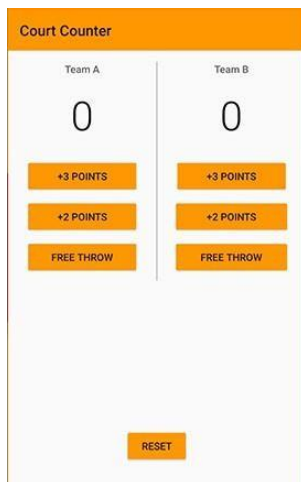 Court Counter
Team A
0
+3 POINTS
+2 POINTS
FREE THROW
Team B
0
+3 POINTS
+2 POINTS
FREE THROW
RESET